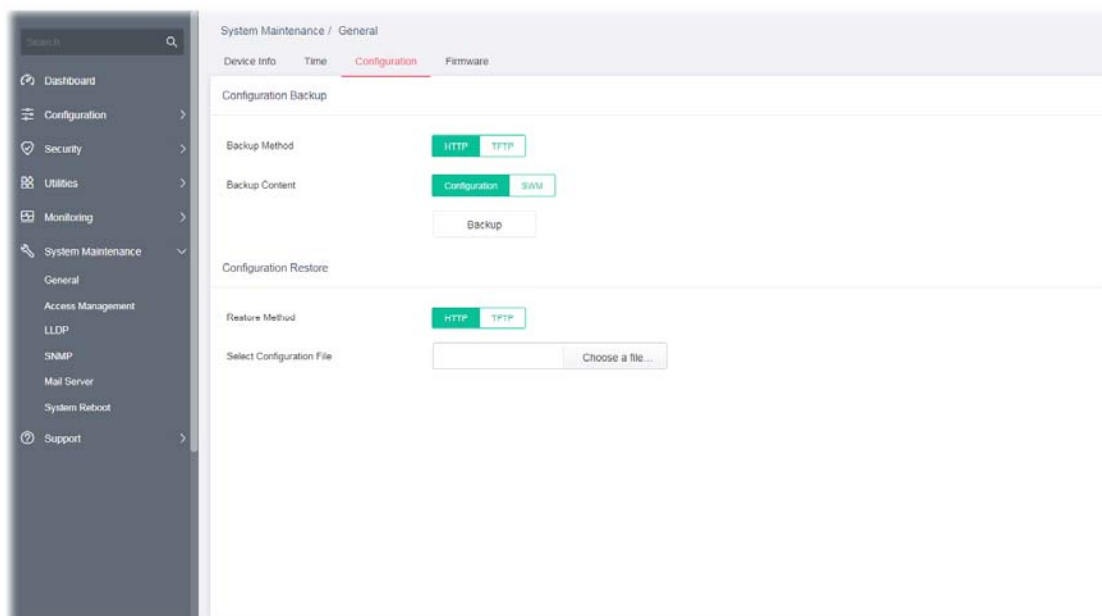 Search
Dashboard
Configuration
Security
Utilities
Monitoring
System Maintenance
General
Access Management
LLDP
SNMP
Mail Server
System Reboot
Support
System Maintenance / General
Device Info Time Configuration Firmware
Configuration Backup
Backup Method HTTP TFTP
Backup Content Configuration SWM
Backup
Configuration Restore
Restore Method HTTP TFTP
Select Configuration File Choose a file...